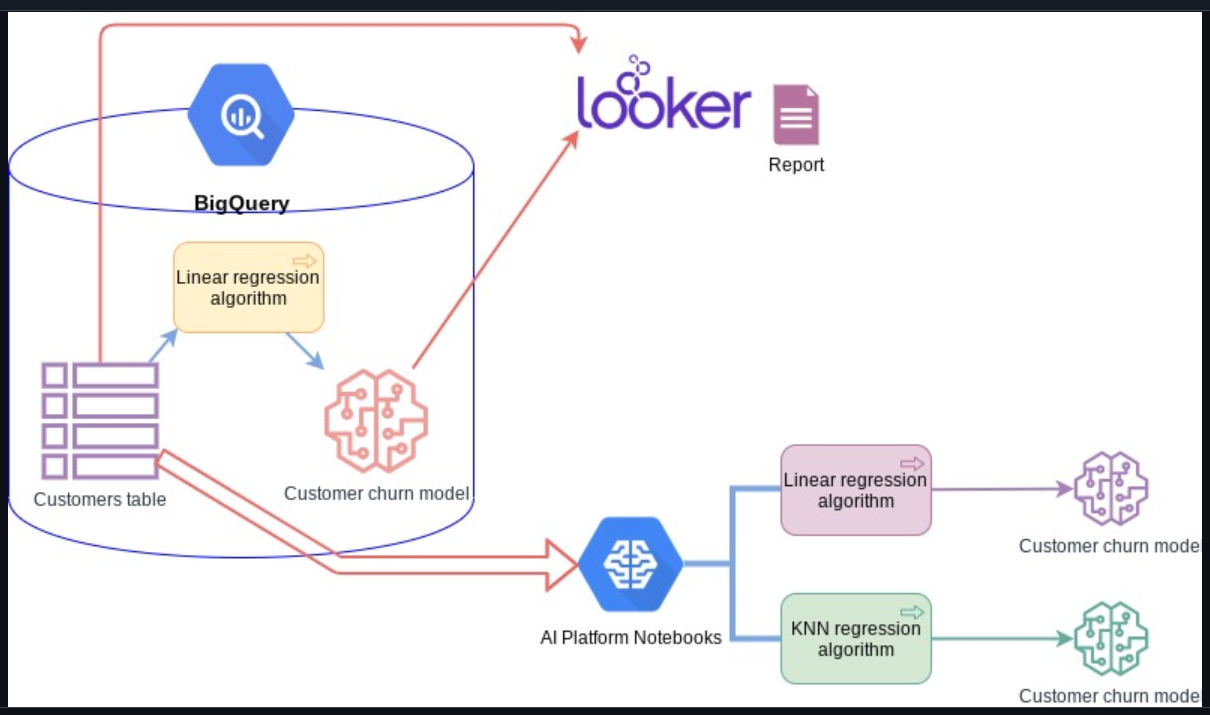 looker
Report
BigQuery
Linear regression
algorithm
Customers table
Customer churn model
AI Platform Notebooks
Linear regression
algorithm
Customer churn mode
KNN regression
algorithm
Customer churn mode